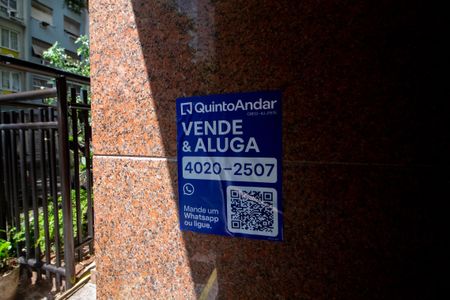 QuintoAndar
VENDE
& ALUGA
4020-2507
Mande um
Whatsapp
ou ligue.